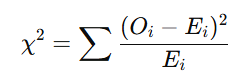 χ² = ∑ (Oᵢ − Eᵢ)² / Eᵢ